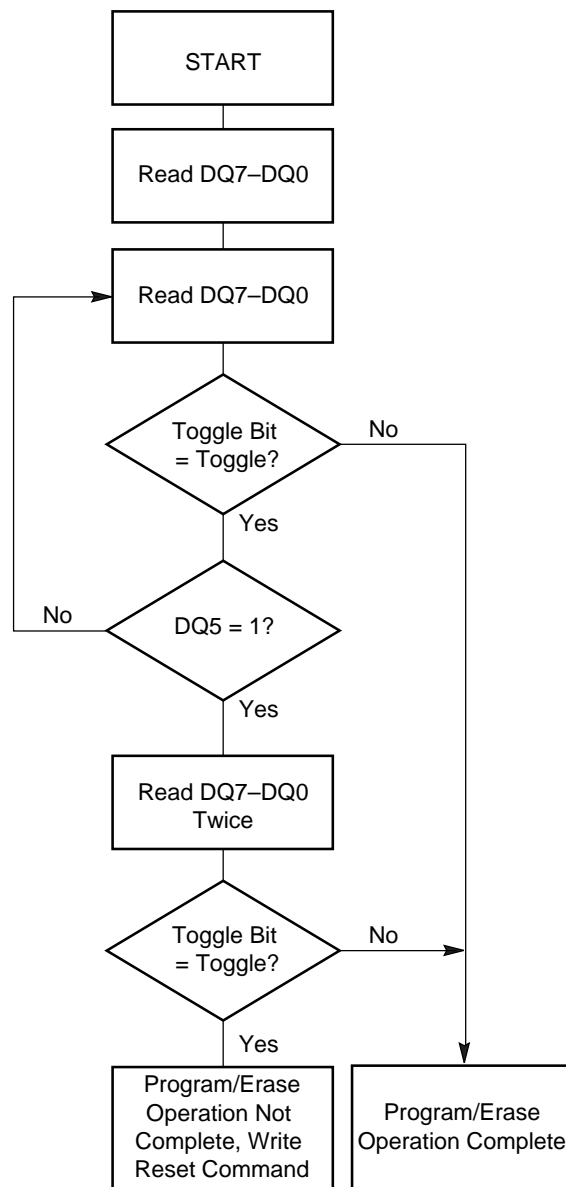 START
Read DQ7–DQ0
Read DQ7–DQ0
Toggle Bit
= Toggle?
No
Yes
No
DQ5 = 1?
Yes
Read DQ7–DQ0
Twice
Toggle Bit
= Toggle?
No
Yes
Program/Erase
Operation Not
Complete, Write
Reset Command
Program/Erase
Operation Complete